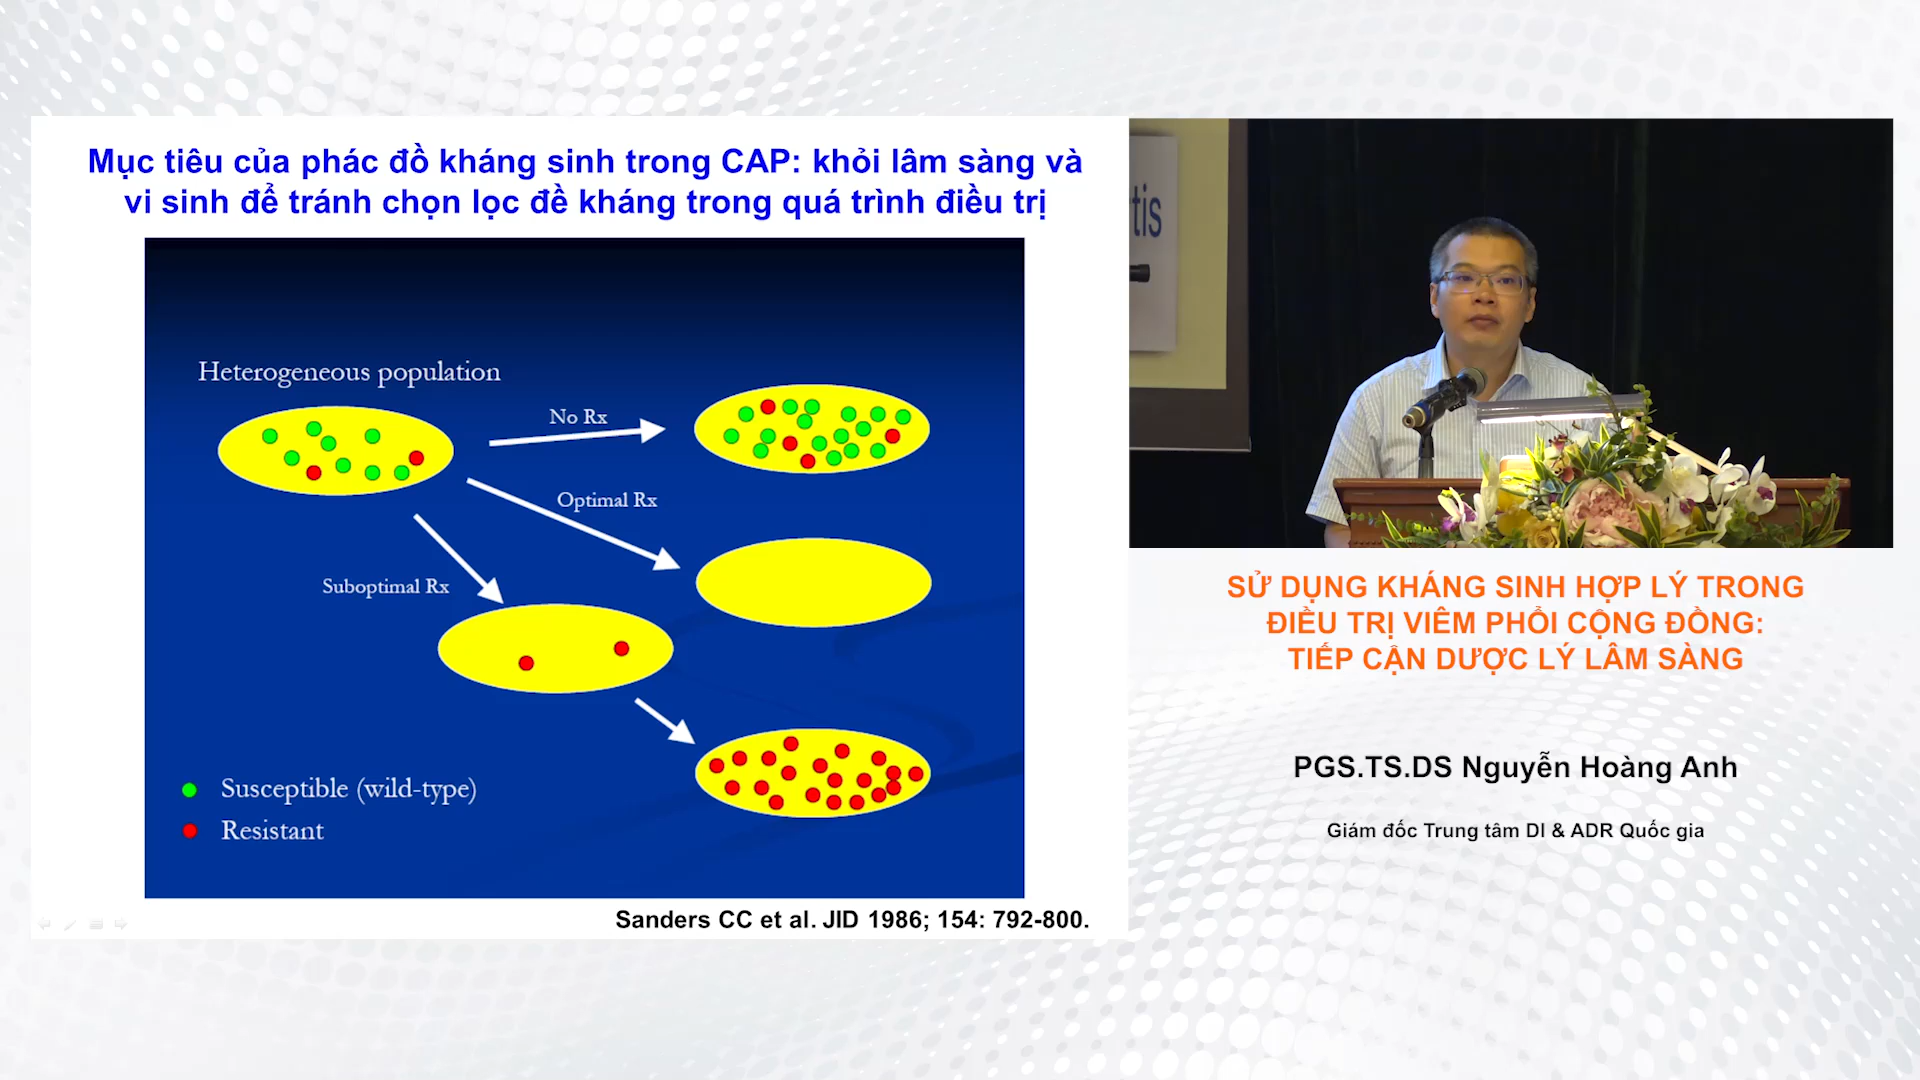 Mục tiêu của phác đồ kháng sinh trong CAP: khỏi lâm sàng và
vi sinh để tránh chọn lọc đề kháng trong quá trình điều trị
Heterogeneous population
No Rx
Optimal Rx
Suboptimal Rx
Susceptible (wild-type)
Resistant
Sanders CC et al. JID 1986; 154: 792-800.
tis
SỬ DỤNG KHÁNG SINH HỢP LÝ TRONG
ĐIỀU TRỊ VIÊM PHỔI CỘNG ĐỒNG:
TIẾP CẬN DƯỢC LÝ LÂM SÀNG
PGS.TS.DS Nguyễn Hoàng Anh
Giám đốc Trung tâm DI & ADR Quốc gia